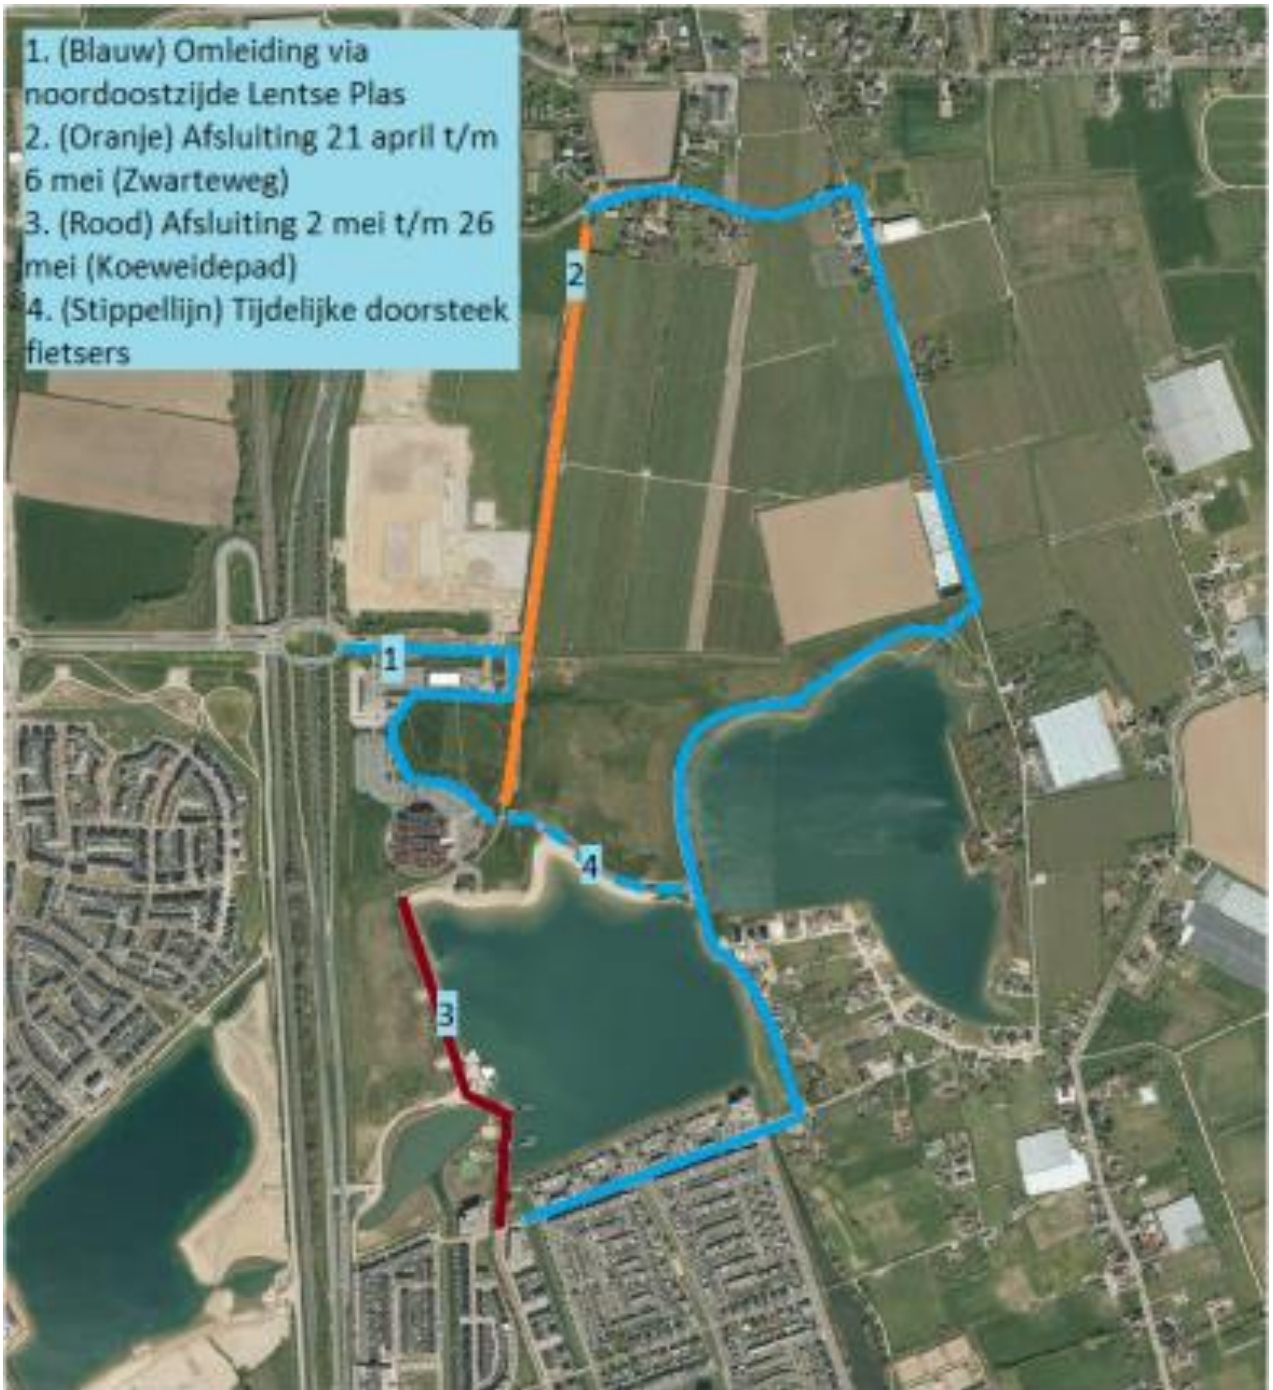 1. (Blauw) Omleiding via
noordoostzijde Lentse Plas
2. (Oranje) Afsluiting 21 april t/m
6 mei (Zwarteweg)
3. (Rood) Afsluiting 2 mei t/m 26
mei (Koeweidepad)
4. (Stippellijn) Tijdelijke doorsteek
fietsers
2
1
4
3